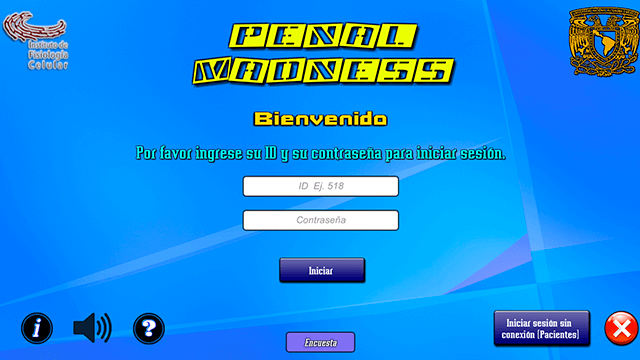 Instituto de
Fisiología
Celular
PENAL
MADNESS
Bienvenido
Por favor ingrese su ID y su contraseña para iniciar sesión.
ID Ej. 518
Contraseña
Iniciar
i
?
Encuesta
Iniciar sesión sin
conexión (Pacientes)
X